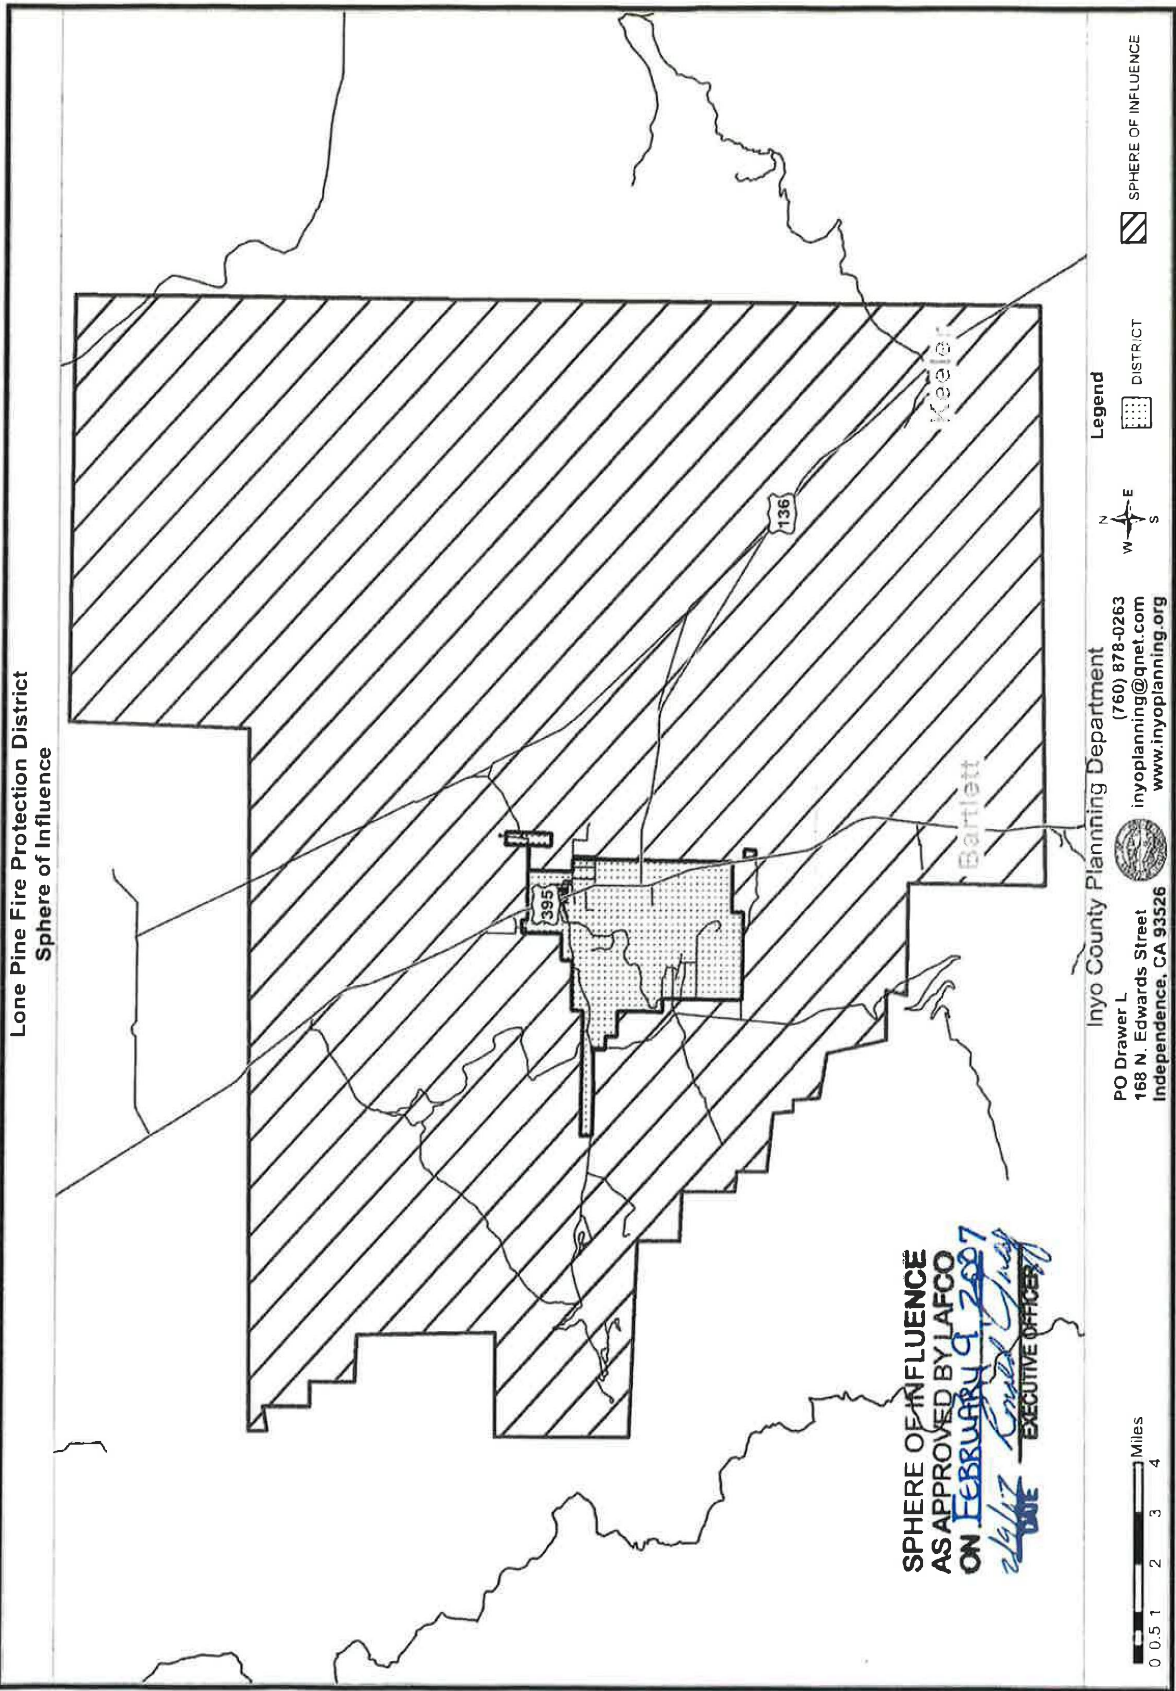 Lone Pine Fire Protection District
Sphere of Influence
395
136
Keeler
Bartlett
SPHERE OF INFLUENCE
AS APPROVED BY LAFCO
ON FEBRUARY 9, 2007
DATE
EXECUTIVE OFFICER
0 0.5 1 2 3 4
Miles
Inyo County Plannning Department
PO Drawer L
168 N. Edwards Street
Independence, CA 93526
(760) 878-0263
inyoplanning@qnet.com
www.inyoplanning.org
N
W E
S
Legend
DISTRICT
SPHERE OF INFLUENCE